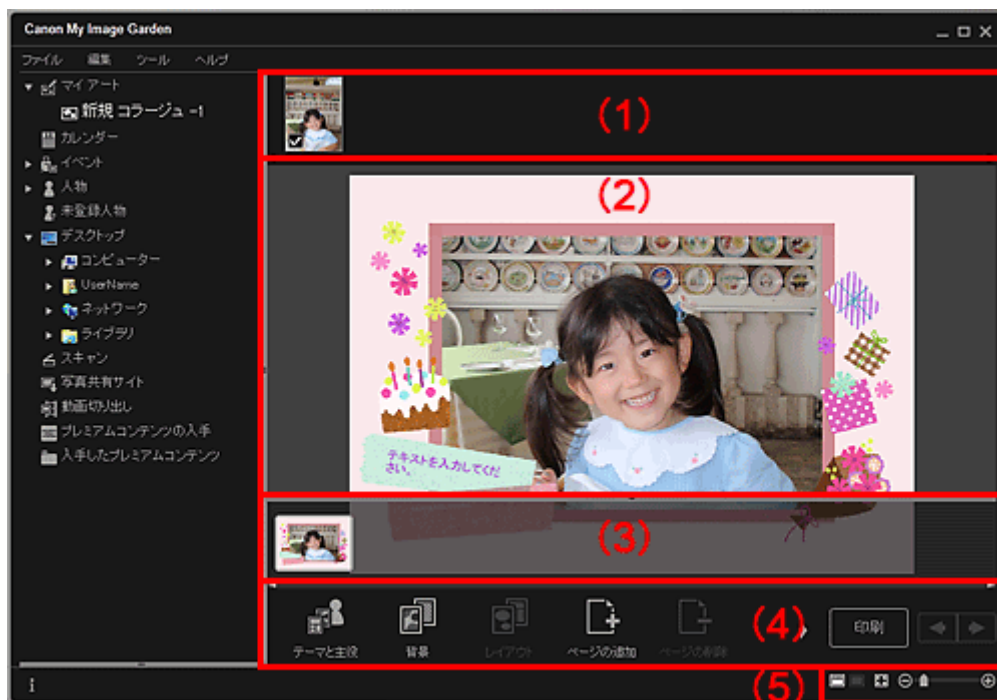 Canon My Image Garden
ファイル 編集 ツール ヘルプ
マイアート
新規 コラージュ -1
カレンダー
イベント
人物
未登録人物
デスクトップ
コンピューター
UserName
ネットワーク
ライブラリ
スキャン
写真共有サイト
動画切り出し
プレミアムコンテンツの入手
入手したプレミアムコンテンツ
(1)
(2)
テキストを入力してくだ
さい。
(3)
テーマと主役 背景 レイアウト ページの追加 ページの削除
(4)
印刷
(5)